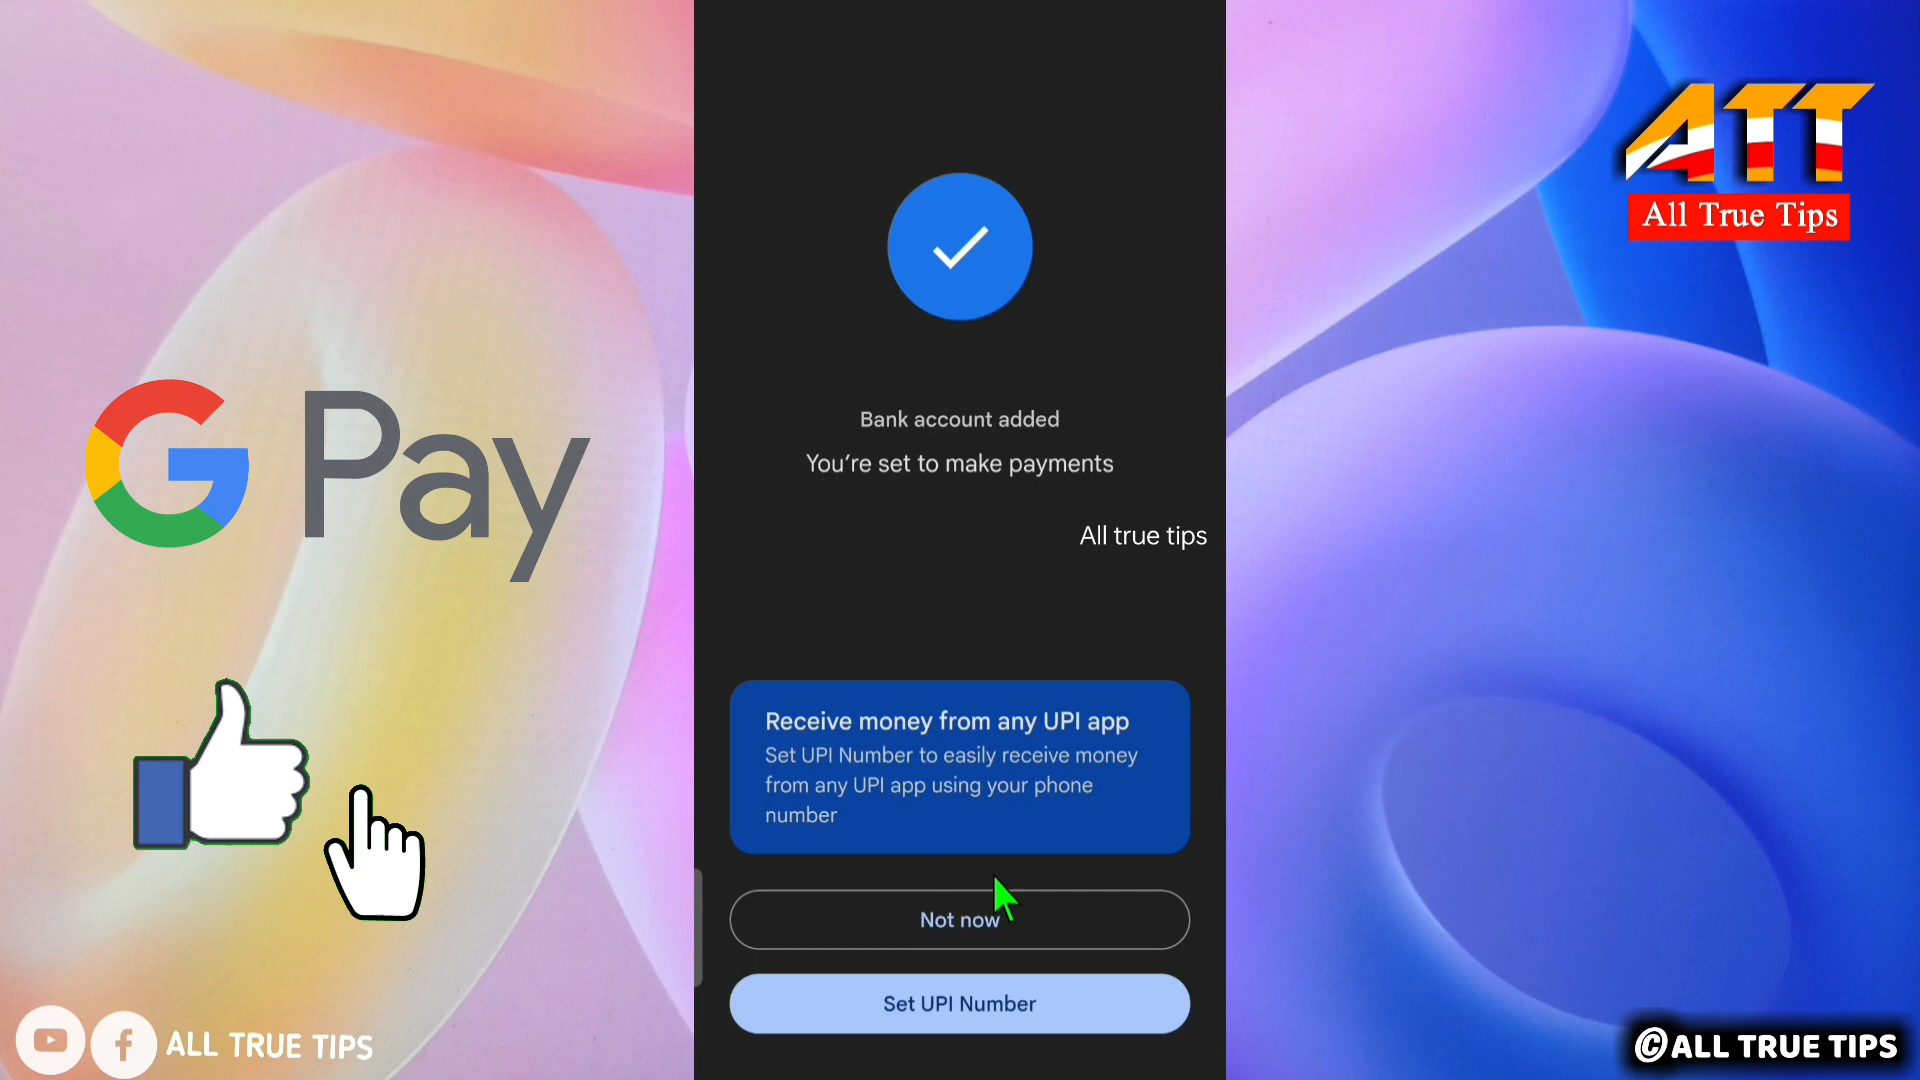 ATT
All True Tips
G Pay
Bank account added
You're set to make payments
All true tips
Receive money from any UPI app
Set UPI Number to easily receive money
from any UPI app using your phone
number
Not now
Set UPI Number
ALL TRUE TIPS
©ALL TRUE TIPS